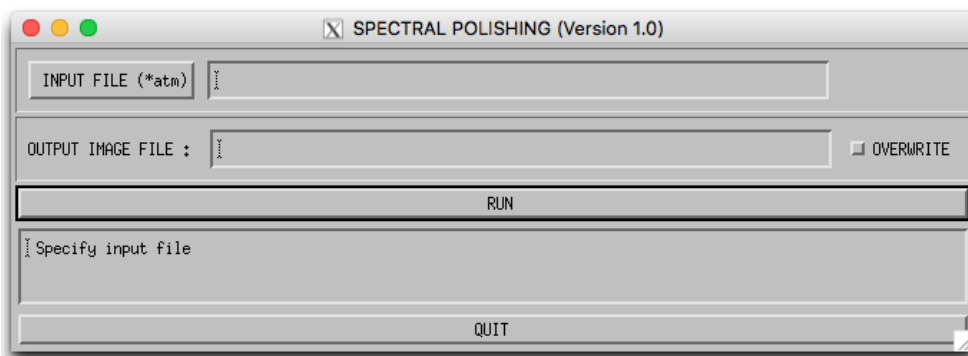 SPECTRAL POLISHING (Version 1.0)
INPUT FILE (*atm)
OUTPUT IMAGE FILE :
OVERWRITE
RUN
Specify input file
QUIT